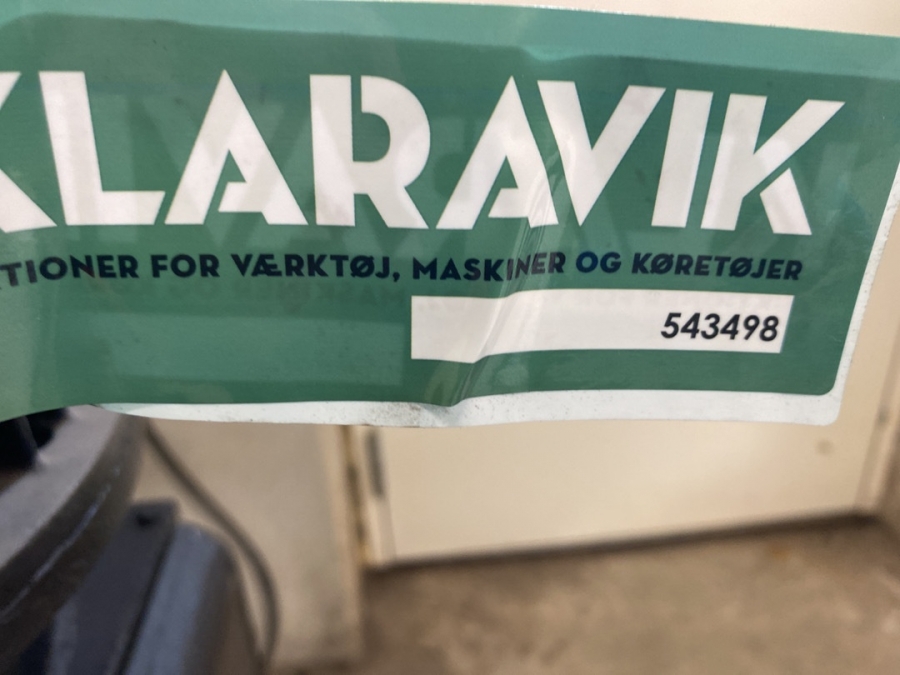 KLARAVIK
TIONER FOR VÆRKTØJ, MASKINER OG KØRETØJER
543498